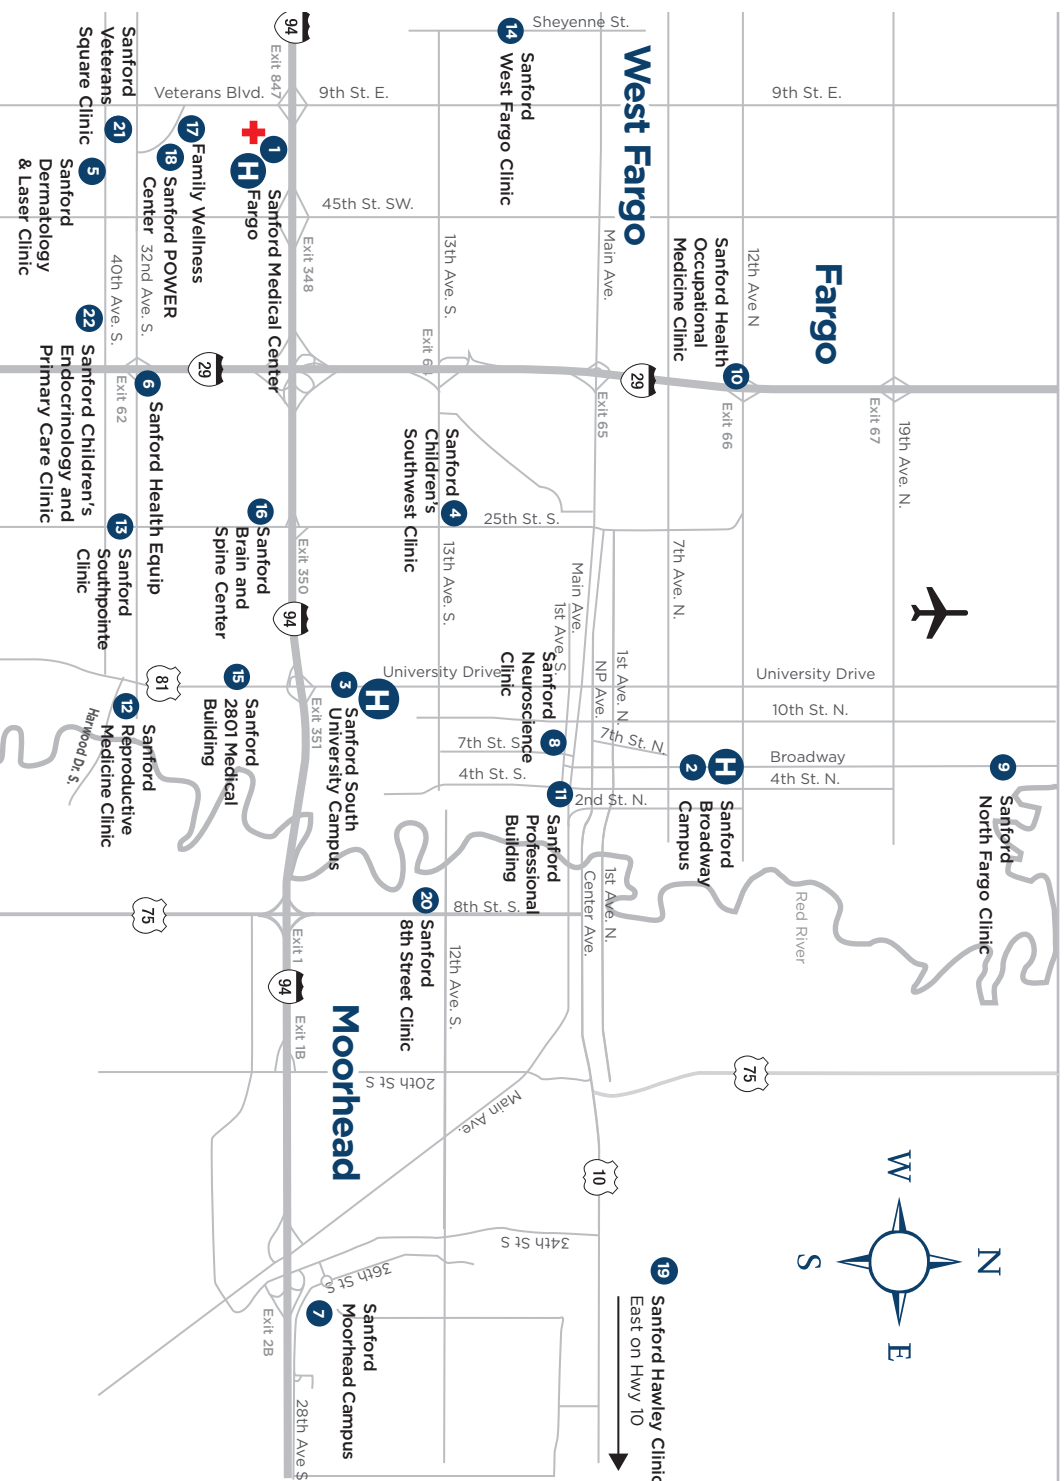 West Fargo
Fargo
Moorhead
N
E
S
W
94
Exit 847
Veterans Blvd.
9th St. E.
9th St. E.
Sheyenne St.
14
Sanford
West Fargo Clinic
21
Sanford
Veterans
Square Clinic
5
Sanford
Dermatology
& Laser Clinic
17
Family Wellness
18
Sanford POWER
Center
1
H
Sanford Medical Center
Fargo
45th St. SW.
Exit 348
32nd Ave. S.
40th Ave. S.
13th Ave. S.
Main Ave.
12th Ave N
10
Sanford Health
Occupational
Medicine Clinic
22
Sanford Children's
Endocrinology and
Primary Care Clinic
6
Sanford Health Equip
Exit 62
29
29
Exit 65
Exit 66
Exit 67
19th Ave. N.
4
Sanford
Children's
Southwest Clinic
16
Sanford
Brain and
Spine Center
13
Sanford
Southpointe
Clinic
25th St. S.
Exit 350
94
13th Ave. S.
7th Ave. N.
Main Ave.
1st Ave. S.
NP Ave.
1st Ave. N.
University Drive
University Drive
81
Harwood Dr. S.
12
Sanford
Reproductive
Medicine Clinic
15
Sanford
2801 Medical
Building
Exit 351
3
H
Sanford South
University Campus
8
Sanford
Neuroscience
Clinic
10th St. N.
7th St. S.
7th St. N.
Broadway
4th St. S.
4th St. N.
2nd St. N.
2
H
Sanford
Broadway
Campus
9
Sanford
North Fargo Clinic
11
Sanford
Professional
Building
Red River
1st Ave. N.
Center Ave.
75
8th St. S.
20
Sanford
8th Street Clinic
12th Ave. S.
Exit 1
94
Exit 1B
20th St S
75
Main Ave.
10
34th St S
36th St S
Exit 2B
28th Ave S
7
Sanford
Moorhead Campus
19
Sanford Hawley Clinic
East on Hwy 10